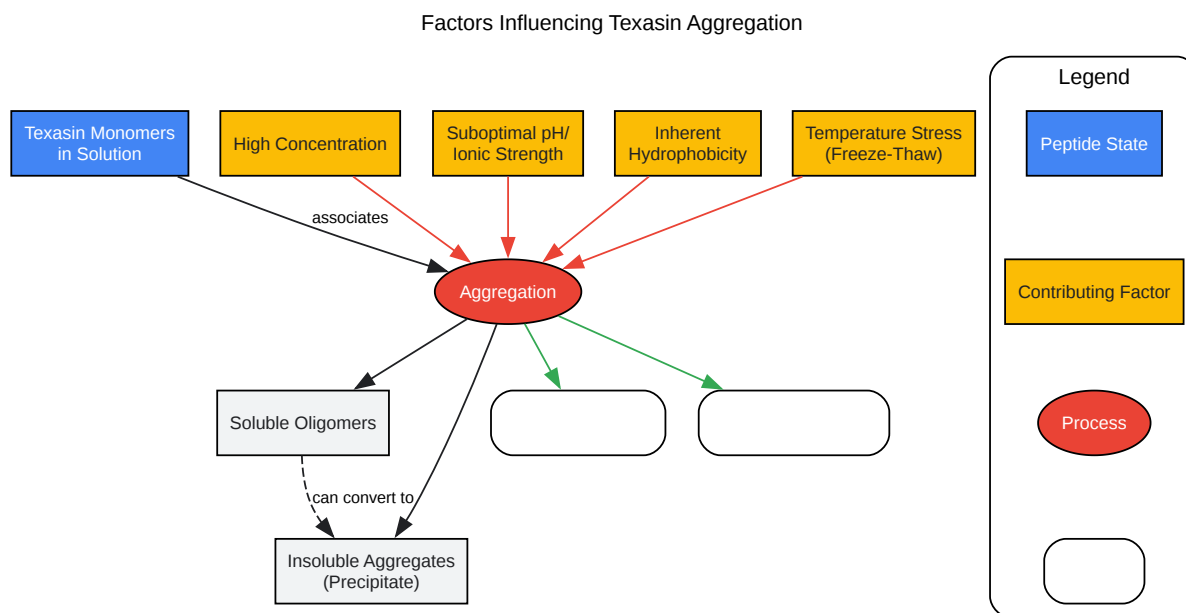 Factors Influencing Texasin Aggregation
Legend
Texasin Monomers
in Solution
High Concentration
Suboptimal pH/
Ionic Strength
Inherent
Hydrophobicity
Temperature Stress
(Freeze-Thaw)
Peptide State
associates
Aggregation
Contributing Factor
Soluble Oligomers
Process
can convert to
Insoluble Aggregates
(Precipitate)